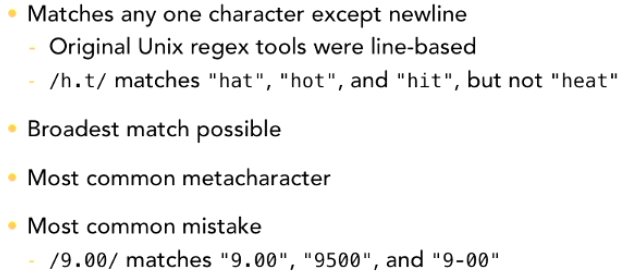 • Matches any one character except newline
- Original Unix regex tools were line-based
- /h.t/ matches "hat", "hot", and "hit", but not "heat"
• Broadest match possible
• Most common metacharacter
• Most common mistake
- /9.00/ matches "9.00", "9500", and "9-00"